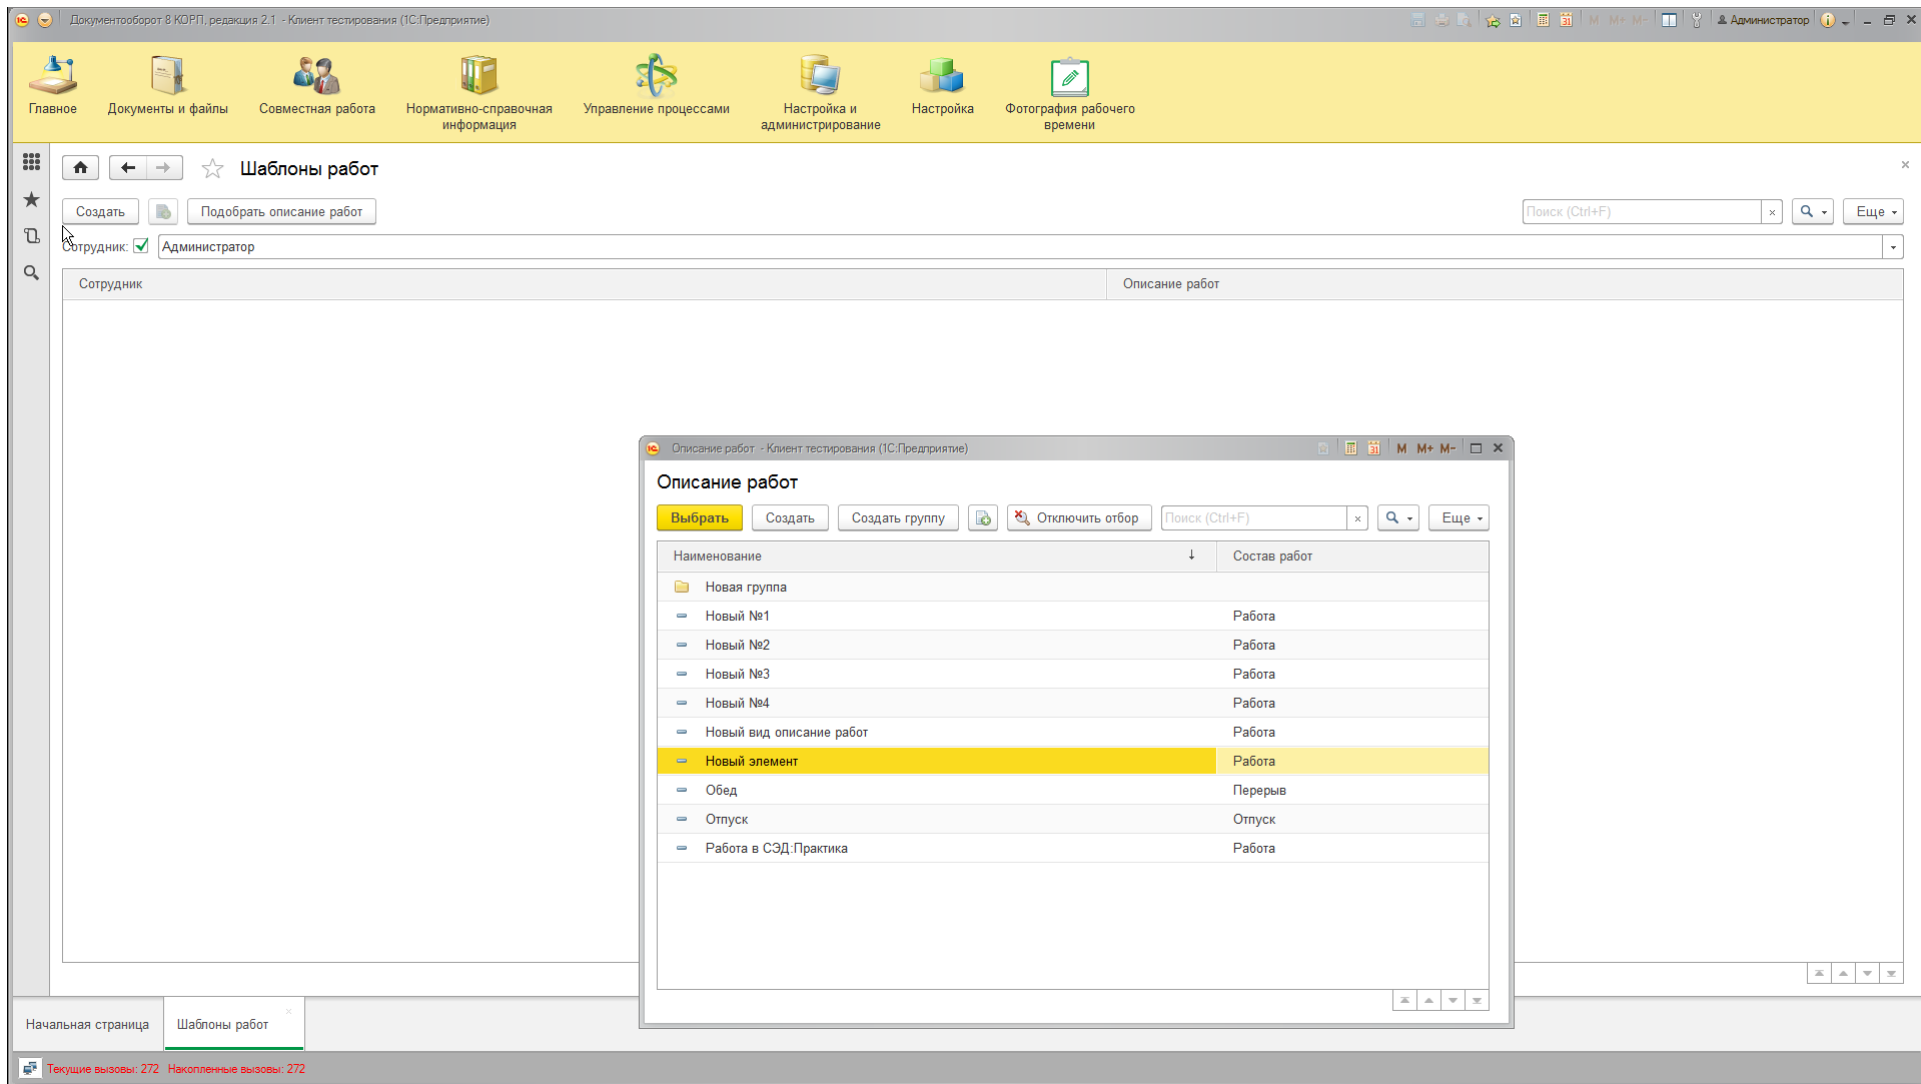 Документооборот 8 КОРП, редакция 2.1 - Клиент тестирования (1С:Предприятие)
M M+ M-
Администратор
Главное
Документы и файлы
Совместная работа
Нормативно-справочная
информация
Управление процессами
Настройка и
администрирование
Настройка
Фотография рабочего
времени
Шаблоны работ
Создать
Подобрать описание работ
Поиск (Ctrl+F)
Еще
Сотрудник:
Администратор
Сотрудник
Описание работ
Описание работ - Клиент тестирования (1С:Предприятие)
31
M M+ M-
Описание работ
Выбрать
Создать
Создать группу
Отключить отбор
Поиск (Ctrl+F)
Еще
Наименование
Состав работ
Новая группа
Новый №1 Работа
Новый №2 Работа
Новый №3 Работа
Новый №4 Работа
Новый вид описание работ Работа
Новый элемент Работа
Обед Перерыв
Отпуск Отпуск
Работа в СЭД:Практика Работа
Начальная страница
Шаблоны работ
Текущие вызовы: 272 Накопленные вызовы: 272